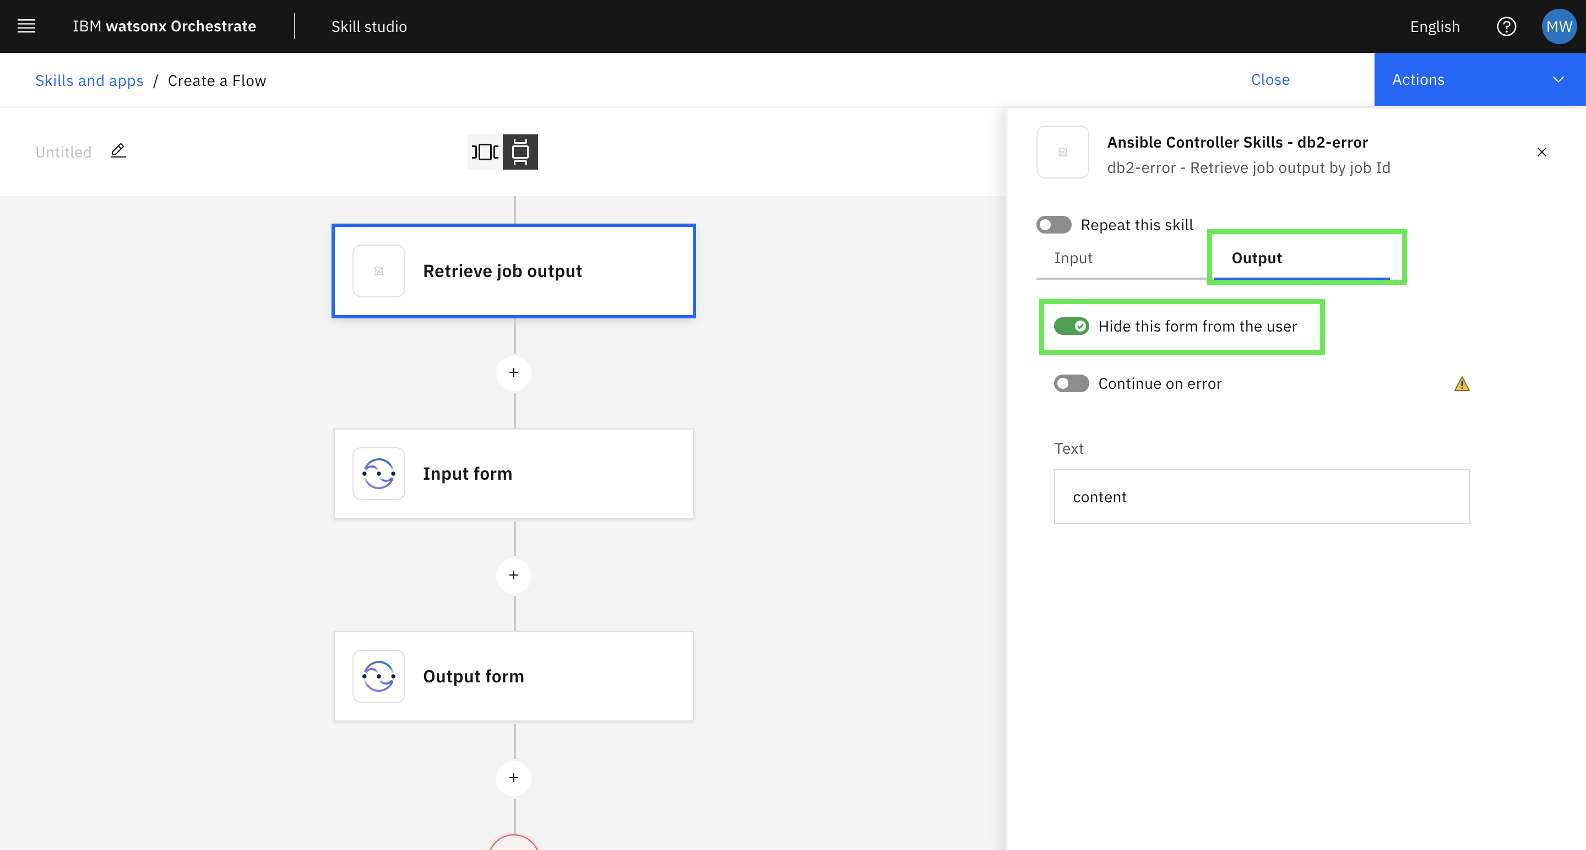 IBM watsonx Orchestrate
Skill studio
English
MW
Skills and apps / Create a Flow
Close
Actions
Untitled
Retrieve job output
+
Input form
+
Output form
+
Ansible Controller Skills - db2-error
db2-error - Retrieve job output by job Id
Repeat this skill
Input
Output
Hide this form from the user
Continue on error
Text
content